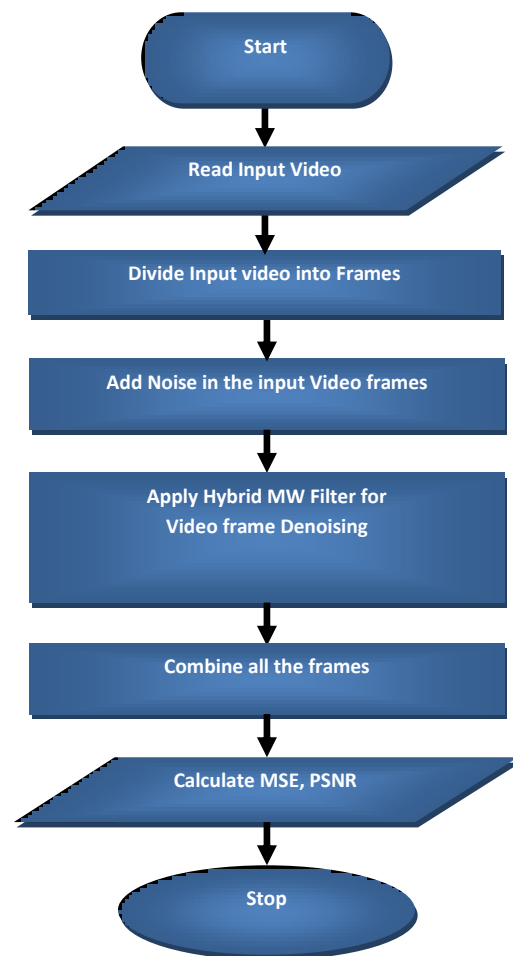 Start
Read Input Video
Divide Input video into Frames
Add Noise in the input Video frames
Apply Hybrid MW Filter for
Video frame Denoising
Combine all the frames
Calculate MSE, PSNR
Stop